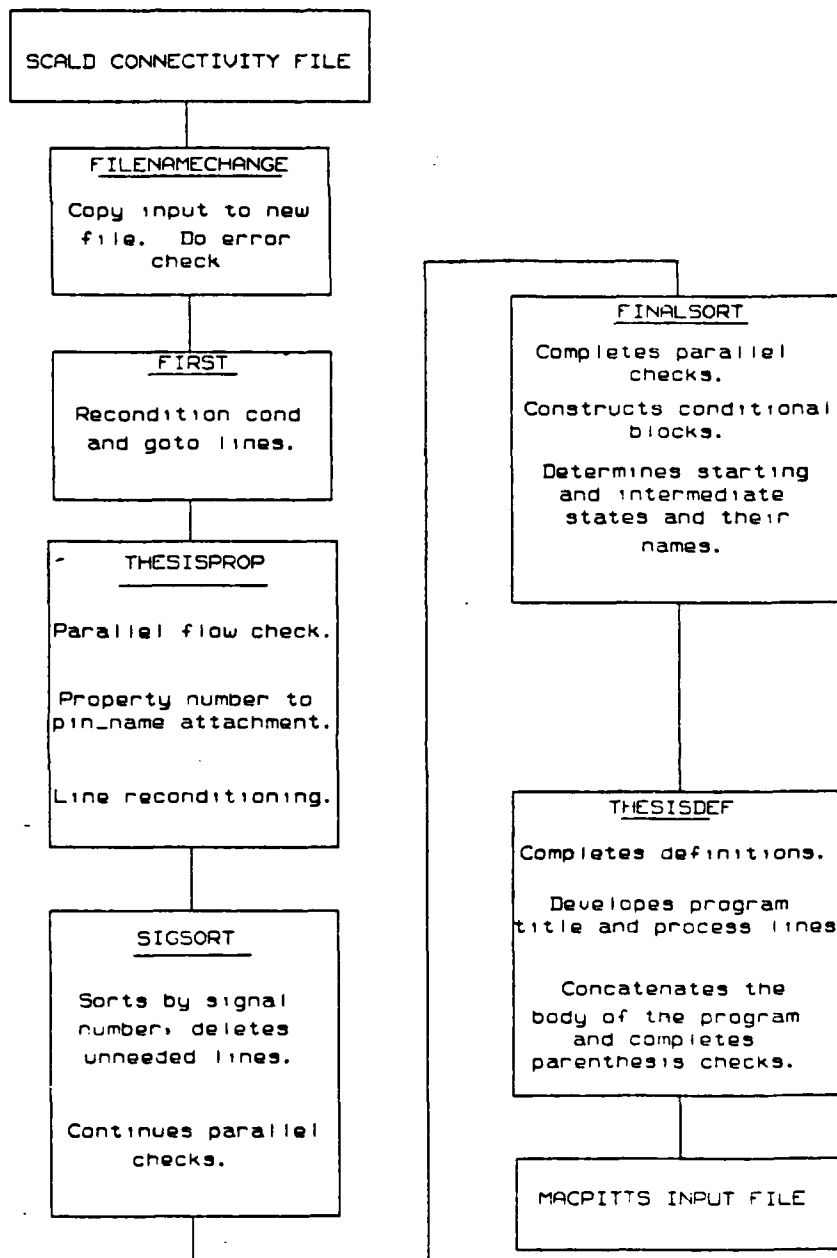 SCALD CONNECTIVITY FILE
FILENAMECHANGE
Copy input to new
file. Do error
check
FIRST
Recondition cond
and goto lines.
THESISPROP
Parallel flow check.
Property number to
pin_name attachment.
Line reconditioning.
SIGSORT
Sorts by signal
number, deletes
unneeded lines.
Continues parallel
checks.
FINALSORT
Completes parallel
checks.
Constructs conditional
blocks.
Determines starting
and intermediate
states and their
names.
THESISDEF
Completes definitions.
Developes program
title and process lines
Concatenates the
body of the program
and completes
parenthesis checks.
MACPITTS INPUT FILE